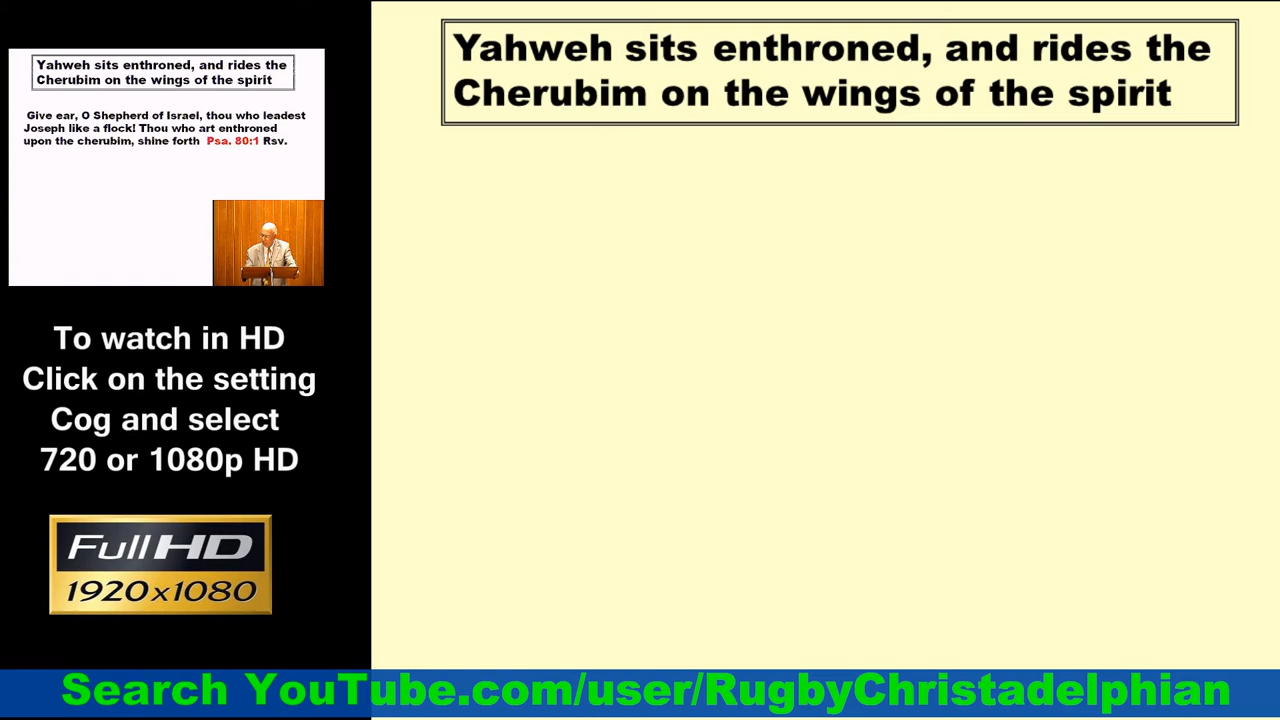 Yahweh sits enthroned, and rides the
Cherubim on the wings of the spirit
Give ear, O Shepherd of Israel, thou who leadest
Joseph like a flock! Thou who art enthroned
upon the cherubim, shine forth Psa. 80:1 Rsv.
To watch in HD
Click on the setting
Cog and select
720 or 1080p HD
Full HD
1920x1080
Yahweh sits enthroned, and rides the
Cherubim on the wings of the spirit
Search YouTube.com/user/RugbyChristadelphian